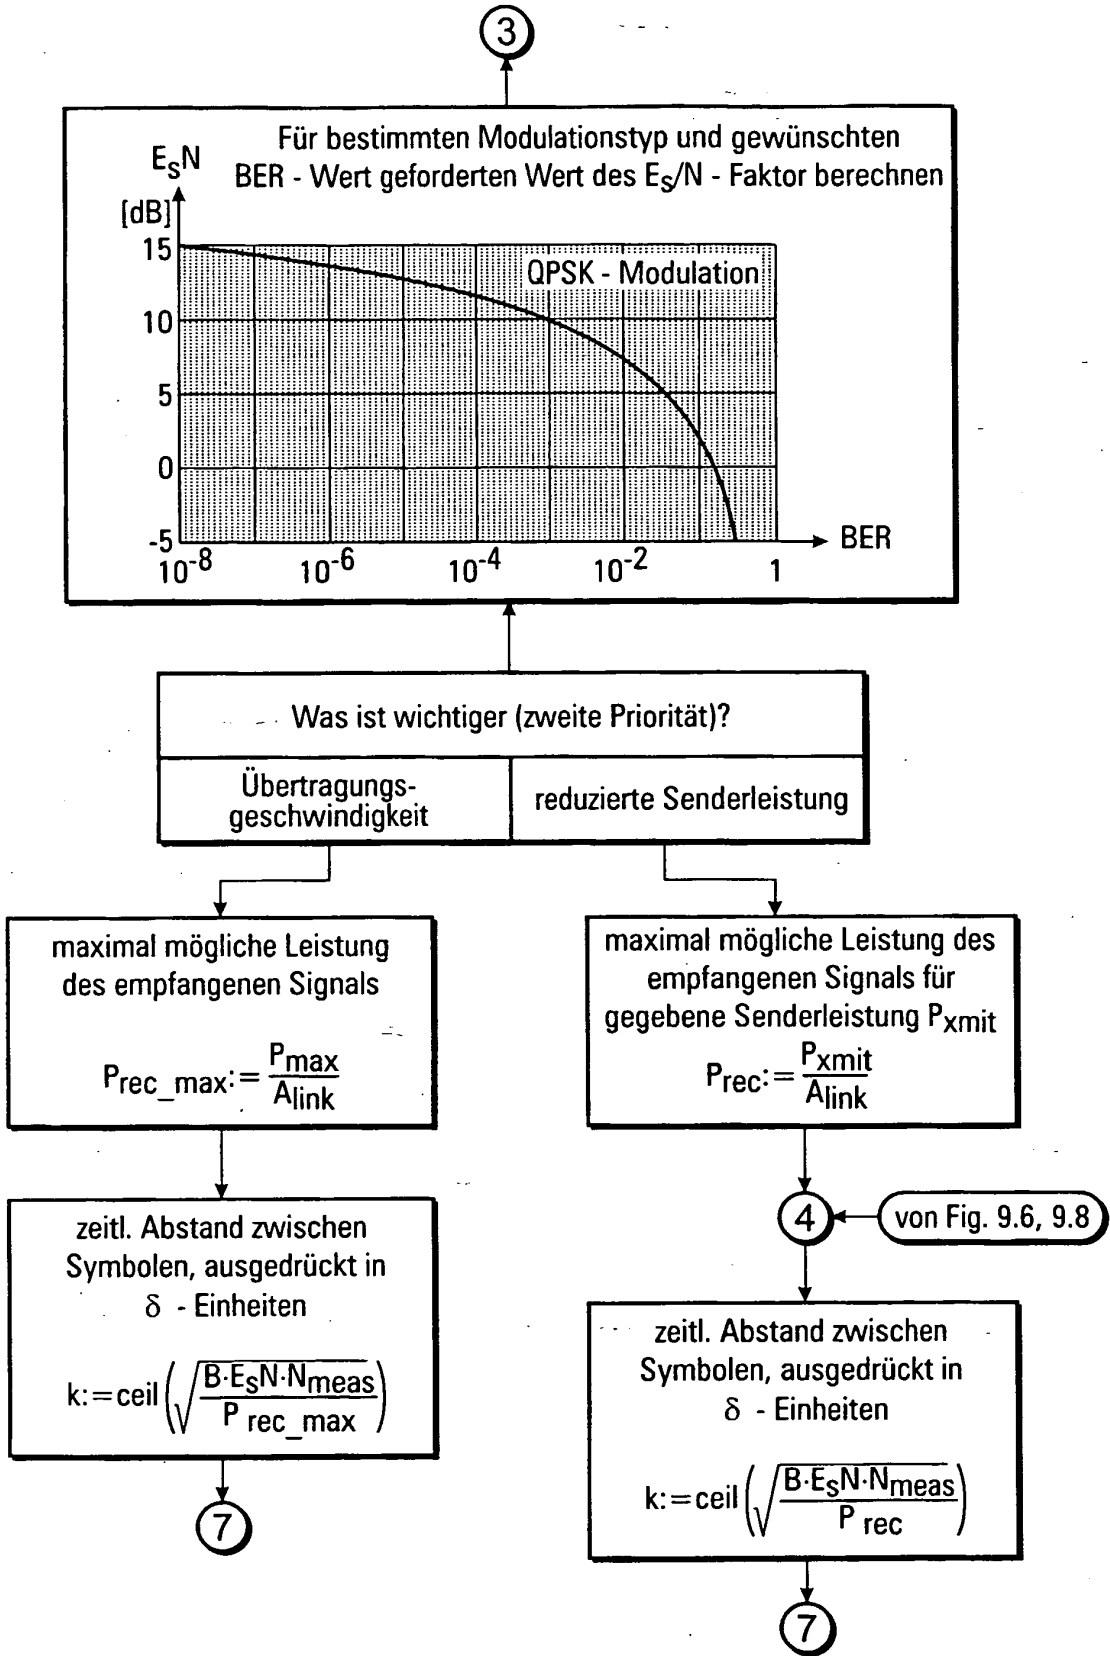 3
Für bestimmten Modulationstyp und gewünschten
BER - Wert geforderten Wert des Es/N - Faktor berechnen
EsN
[dB]
15
10
5
0
-5
QPSK - Modulation
10-8
10-6
10-4
10-2
1
BER
Was ist wichtiger (zweite Priorität)?
Übertragungs-
geschwindigkeit
reduzierte Senderleistung
maximal mögliche Leistung
des empfangenen Signals
Prec_max:= Pmax/Alink
zeitl. Abstand zwischen
Symbolen, ausgedrückt in
δ - Einheiten
k:=ceil(√(B·EsN·Nmeas/P rec_max))
7
maximal mögliche Leistung des
empfangenen Signals für
gegebene Senderleistung Pxmit
Prec:= Pxmit/Alink
4
von Fig. 9.6, 9.8
zeitl. Abstand zwischen
Symbolen, ausgedrückt in
δ - Einheiten
k:=ceil(√(B·EsN·Nmeas/P rec))
7